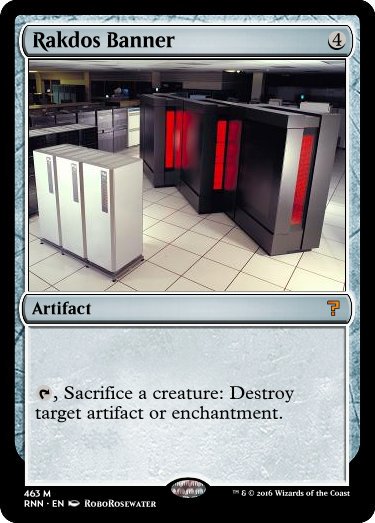 Rakdos Banner 4
Artifact
, Sacrifice a creature: Destroy
target artifact or enchantment.
463 M
RNN • EN RoboRosewater
™ & © 2016 Wizards of the Coast